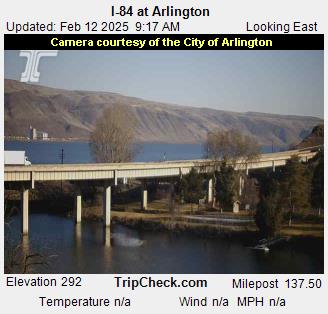 I-84 at Arlington
Updated: Feb 12 2025 9:17 AM Looking East
Camera courtesy of the City of Arlington
Elevation 292 TripCheck.com Milepost 137.50
Temperature n/a Wind n/a MPH n/a